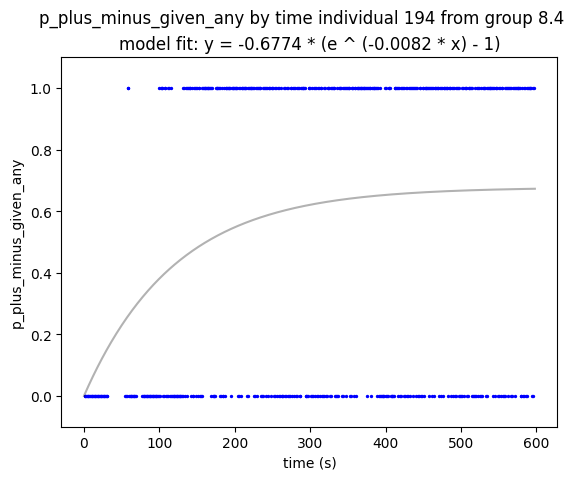 p_plus_minus_given_any by time individual 194 from group 8.4
model fit: y = -0.6774 * (e ^ (-0.0082 * x) - 1)
1.0
0.8
0.6
0.4
0.2
0.0
p_plus_minus_given_any
0 100 200 300 400 500 600
time (s)